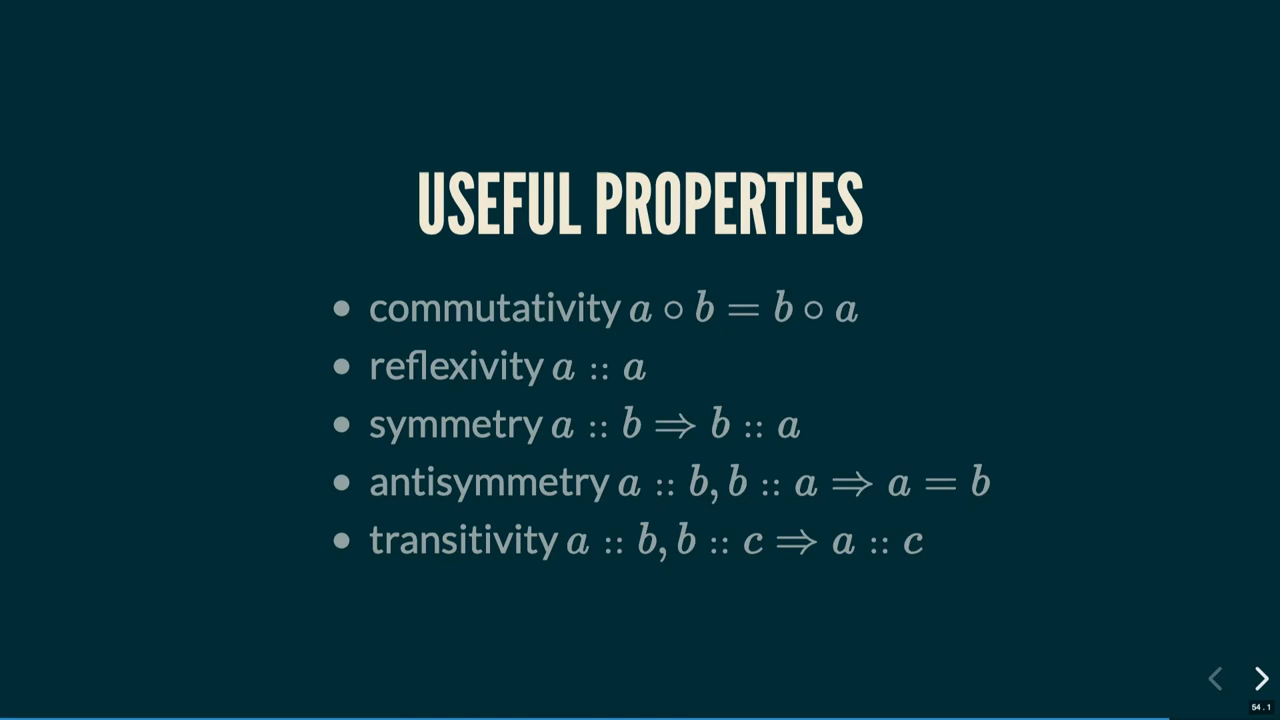 USEFUL PROPERTIES
• commutativity a ∘ b = b ∘ a
• reflexivity a :: a
• symmetry a :: b ⇒ b :: a
• antisymmetry a :: b, b :: a ⇒ a = b
• transitivity a :: b, b :: c ⇒ a :: c
54.1